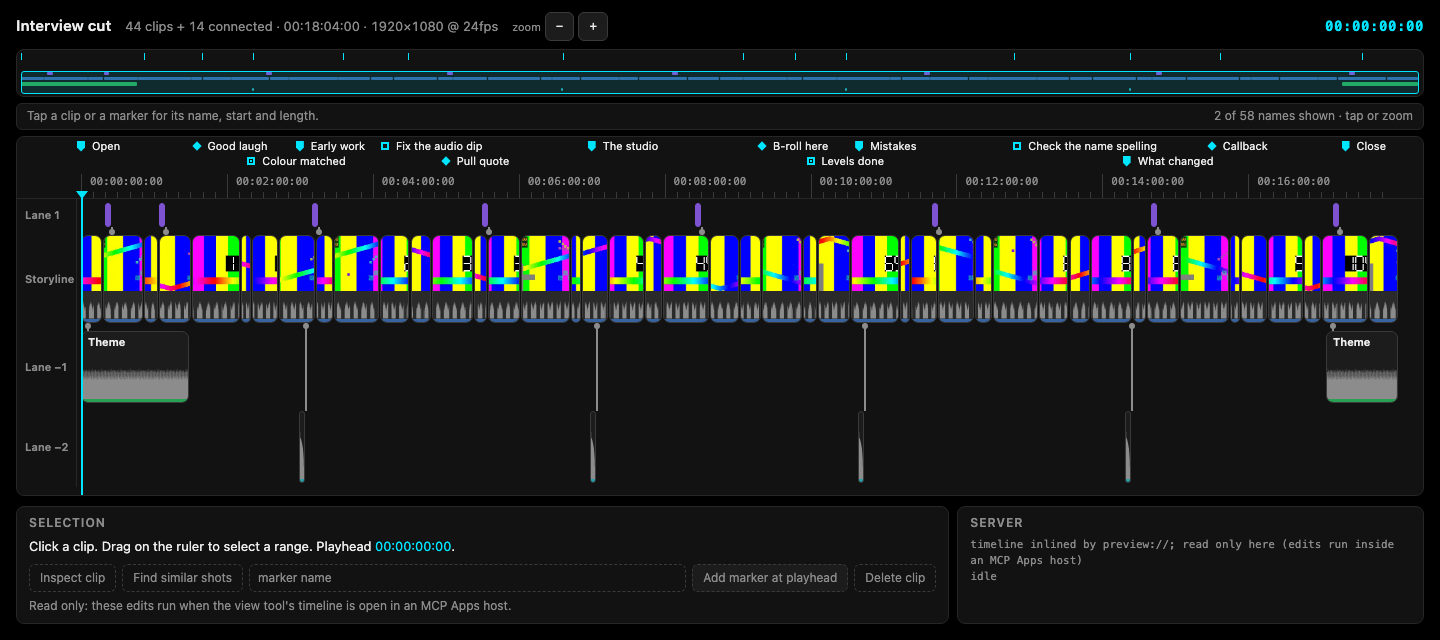 Interview cut 44 clips + 14 connected · 00:18:04:00 · 1920×1080 @ 24fps zoom − + 00:00:00:00
Tap a clip or a marker for its name, start and length. 2 of 58 names shown · tap or zoom
Open Good laugh Early work Fix the audio dip The studio B-roll here Mistakes Check the name spelling Callback Close
Colour matched Pull quote Levels done What changed
00:00:00:00 00:02:00:00 00:04:00:00 00:06:00:00 00:08:00:00 00:10:00:00 00:12:00:00 00:14:00:00 00:16:00:00
Lane 1
Storyline
Theme Theme
Lane −1
Lane −2
SELECTION
Click a clip. Drag on the ruler to select a range. Playhead 00:00:00:00.
Inspect clip Find similar shots marker name Add marker at playhead Delete clip
Read only: these edits run when the view tool's timeline is open in an MCP Apps host.
SERVER
timeline inlined by preview://; read only here (edits run inside
an MCP Apps host)
idle